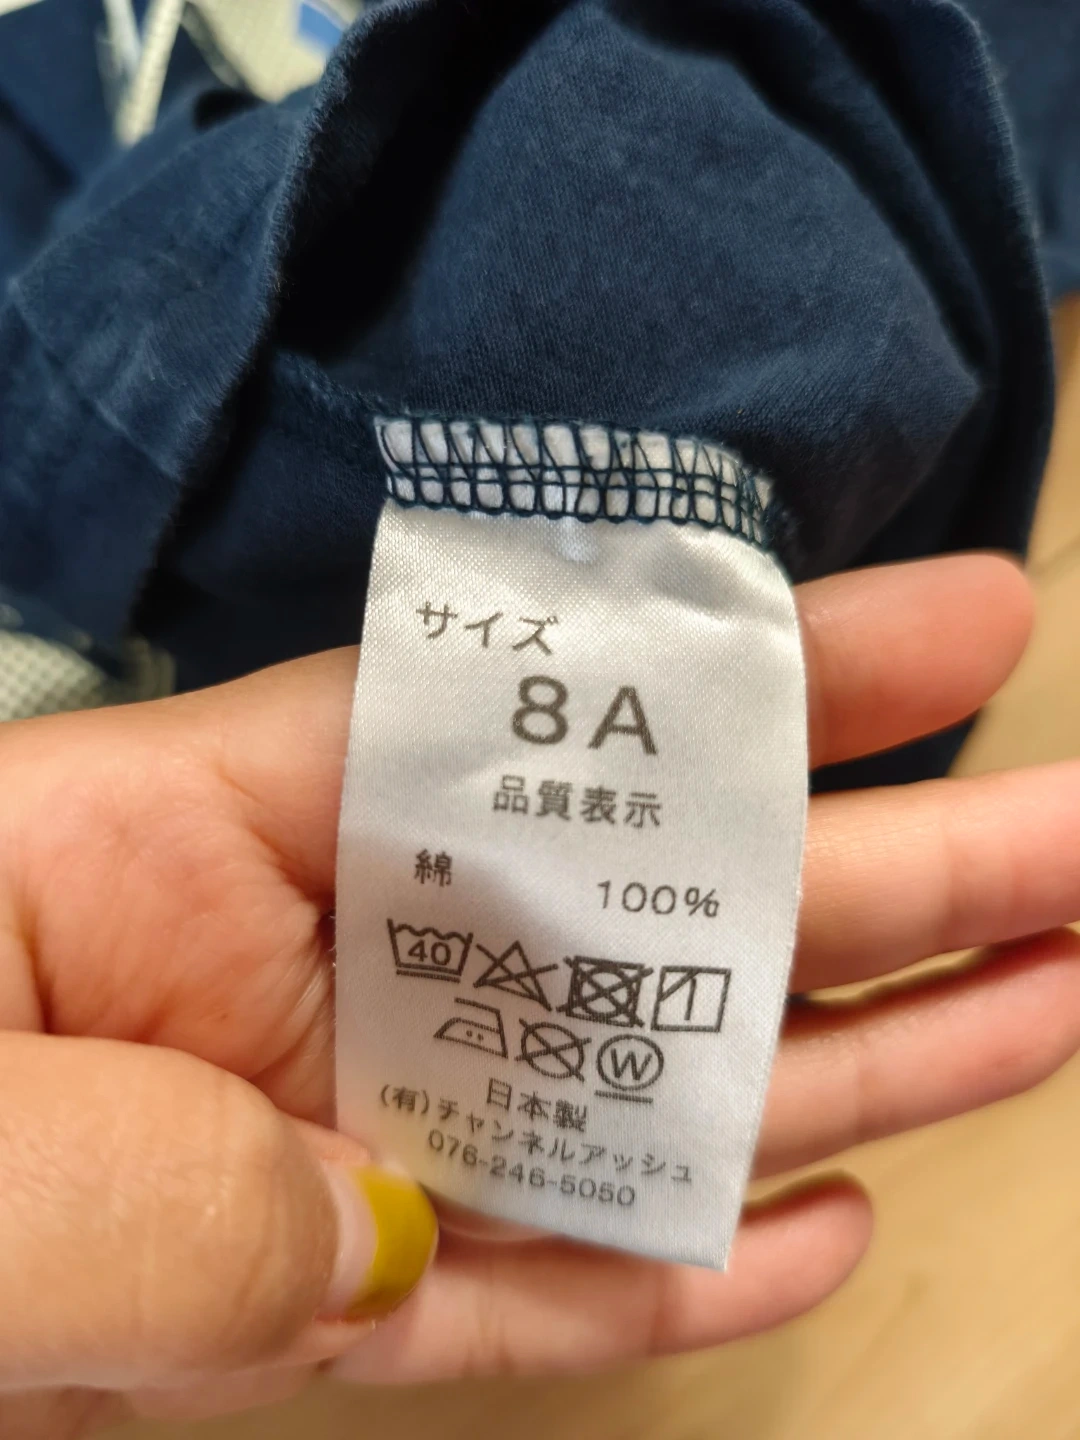 サイズ
8A
品質表示
綿 100%
40
W
日本製
(有)チャンネルアッシュ
076-246-5050